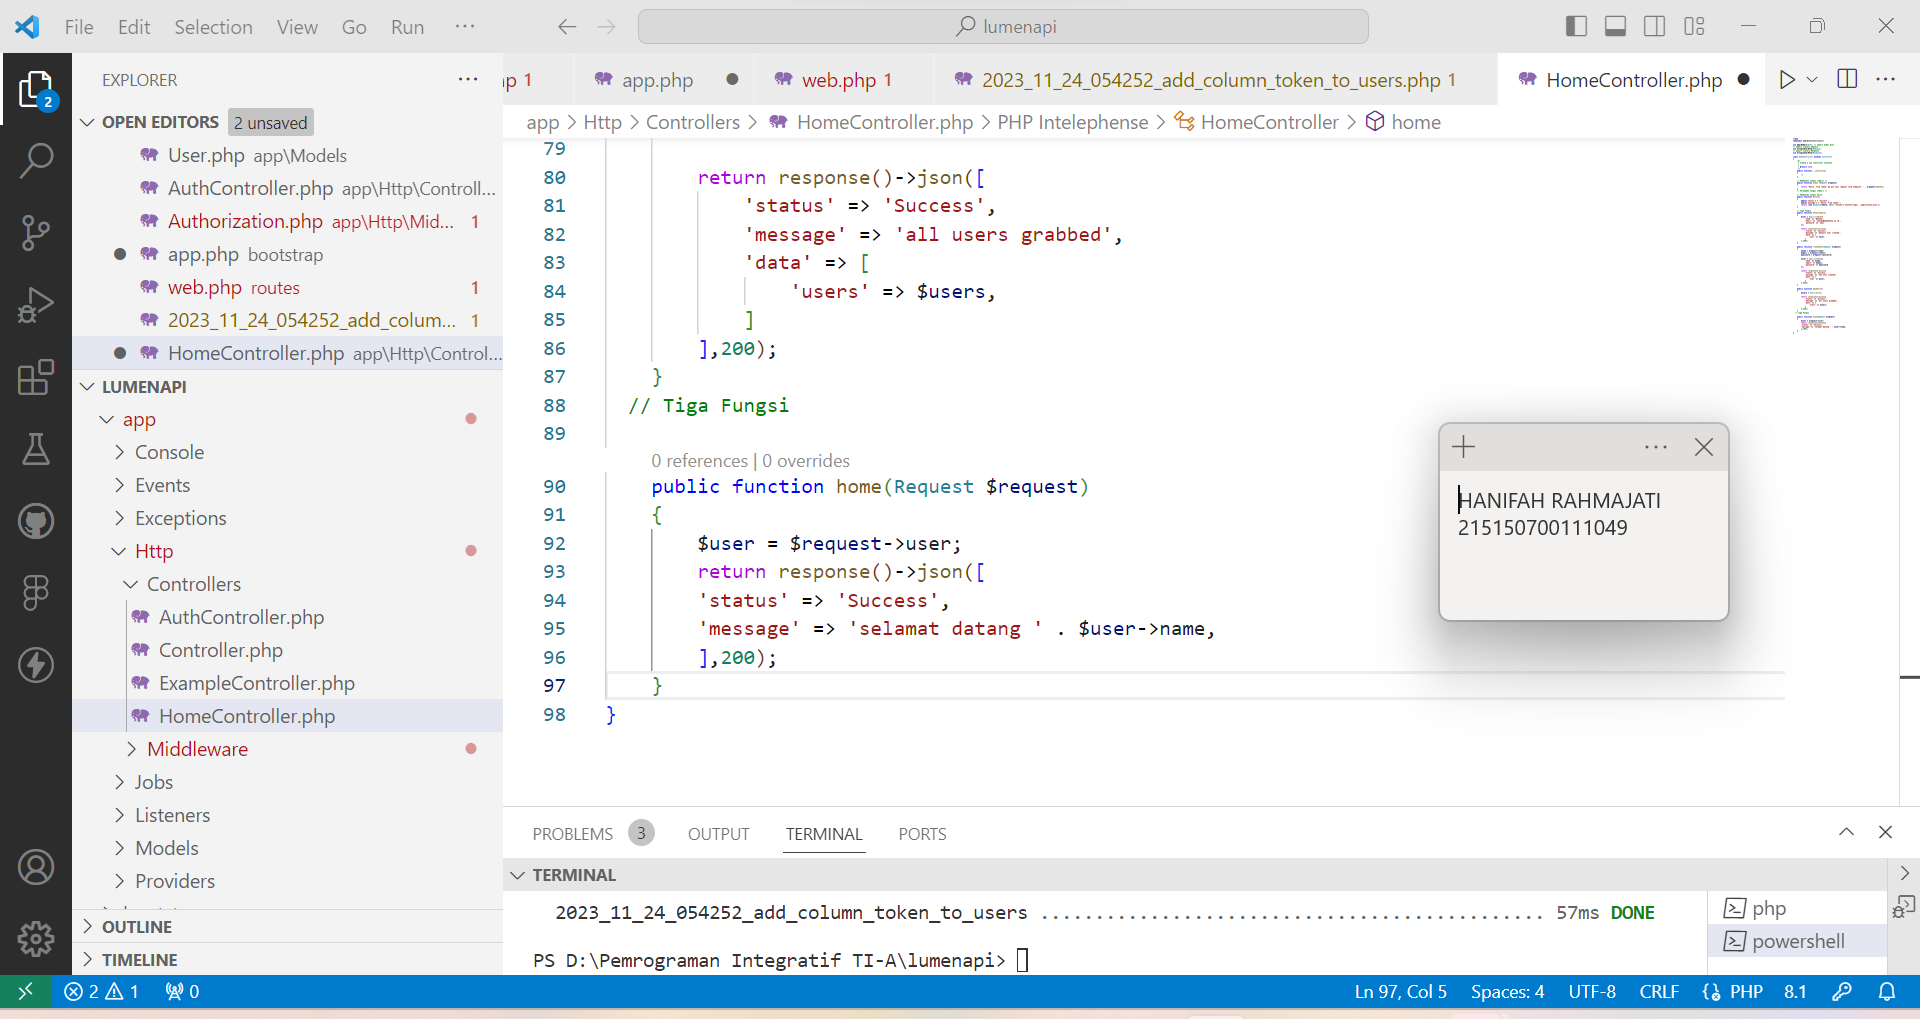 File Edit Selection View Go Run ··· lumenapi
EXPLORER ···
OPEN EDITORS 2 unsaved
User.php app\Models
AuthController.php app\Http\Controll...
Authorization.php app\Http\Mid... 1
app.php bootstrap
web.php routes 1
2023_11_24_054252_add_colum... 1
HomeController.php app\Http\Control...
LUMENAPI
app
Console
Events
Exceptions
Http
Controllers
AuthController.php
Controller.php
ExampleController.php
HomeController.php
Middleware
Jobs
Listeners
Models
Providers
OUTLINE
TIMELINE
2
ıp 1 app.php web.php 1 2023_11_24_054252_add_column_token_to_users.php 1 HomeController.php
app > Http > Controllers > HomeController.php > PHP Intelephense > HomeController > home
79
80 return response()->json([
81 'status' => 'Success',
82 'message' => 'all users grabbed',
83 'data' => [
84 'users' => $users,
85 ]
86 ],200);
87 }
88 // Tiga Fungsi
89
0 references | 0 overrides
90 public function home(Request $request)
91 {
92 $user = $request->user;
93 return response()->json([
94 'status' => 'Success',
95 'message' => 'selamat datang ' . $user->name,
96 ],200);
97 }
98 }
HANIFAH RAHMAJATI
215150700111049
PROBLEMS 3 OUTPUT TERMINAL PORTS
TERMINAL
2023_11_24_054252_add_column_token_to_users ............................................ 57ms DONE
PS D:\Pemrograman Integratif TI-A\lumenapi>
php
powershell
2 1 0 Ln 97, Col 5 Spaces: 4 UTF-8 CRLF PHP 8.1